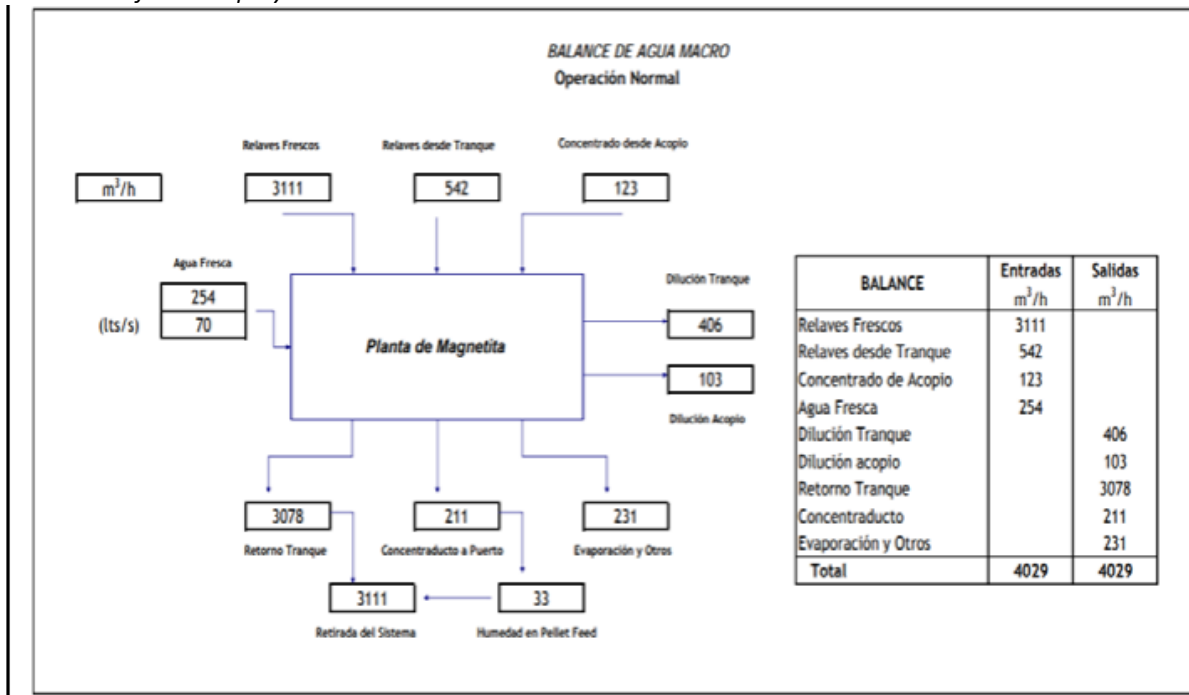 BALANCE DE AGUA MACRO
Operación Normal
Relaves Frescos Relaves desde Tranque Concentrado desde Acopio
m³/h 3111 542 123
Agua Fresca
254
(lts/s) 70
Planta de Magnetita
Dilución Tranque
406
103
Dilución Acopio
3078 211 231
Retorno Tranque Concentraducto a Puerto Evaporación y Otros
3111 33
Retirada del Sistema Humedad en Pellet Feed
BALANCE Entradas m³/h Salidas m³/h
Relaves Frescos 3111
Relaves desde Tranque 542
Concentrado de Acopio 123
Agua Fresca 254
Dilución Tranque 406
Dilución acopio 103
Retorno Tranque 3078
Concentraducto 211
Evaporación y Otros 231
Total 4029 4029